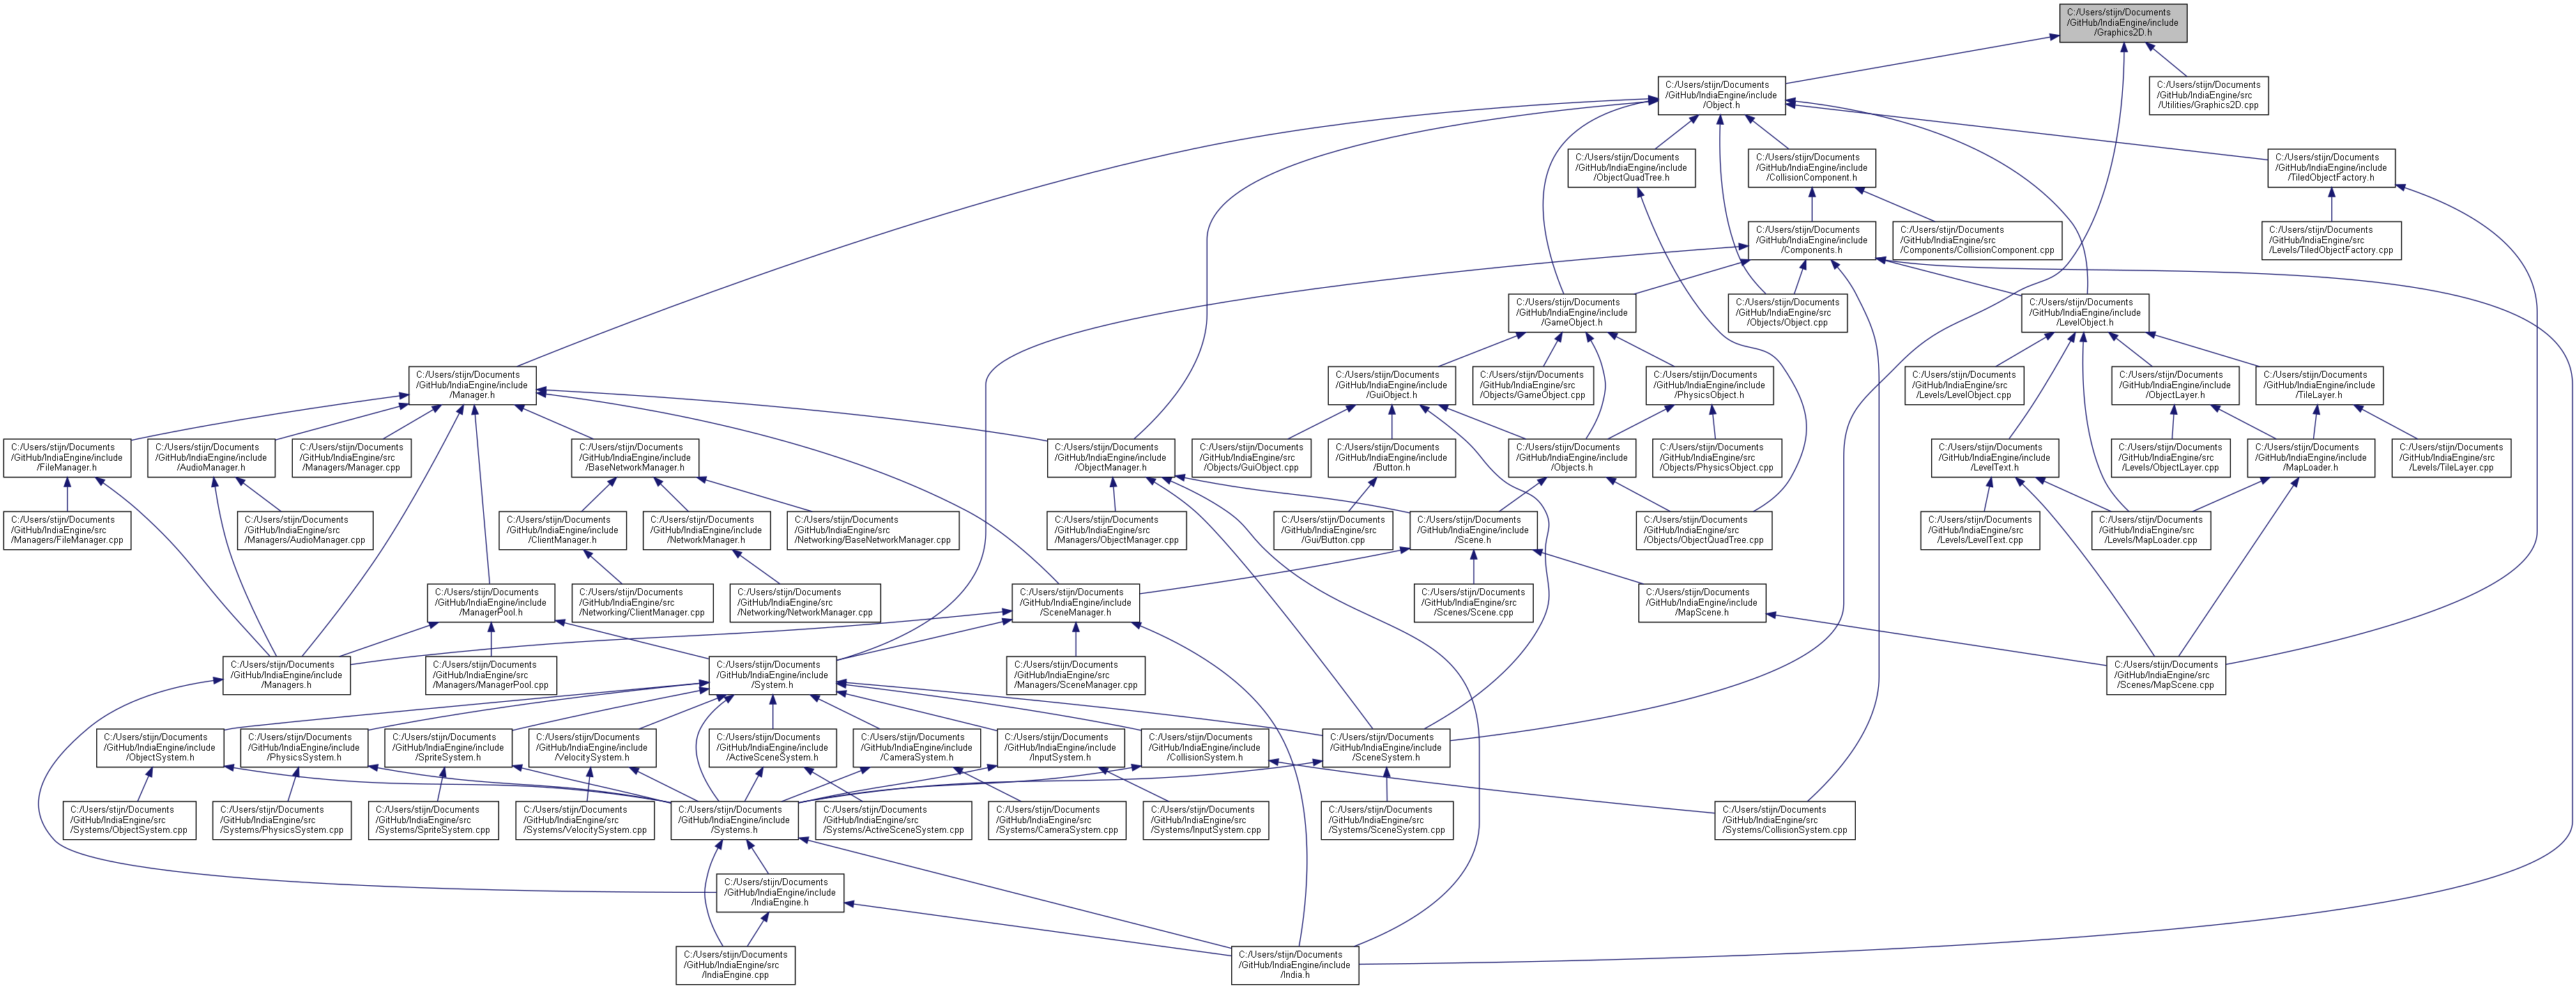 C:/Users/stijn/Documents
/GitHub/IndiaEngine/include
/Graphics2D.h
C:/Users/stijn/Documents
/GitHub/IndiaEngine/include
/Object.h
C:/Users/stijn/Documents
/GitHub/IndiaEngine/src
/Utilities/Graphics2D.cpp
C:/Users/stijn/Documents
/GitHub/IndiaEngine/include
/ObjectQuadTree.h
C:/Users/stijn/Documents
/GitHub/IndiaEngine/include
/CollisionComponent.h
C:/Users/stijn/Documents
/GitHub/IndiaEngine/include
/TiledObjectFactory.h
C:/Users/stijn/Documents
/GitHub/IndiaEngine/include
/Components.h
C:/Users/stijn/Documents
/GitHub/IndiaEngine/src
/Components/CollisionComponent.cpp
C:/Users/stijn/Documents
/GitHub/IndiaEngine/src
/Levels/TiledObjectFactory.cpp
C:/Users/stijn/Documents
/GitHub/IndiaEngine/include
/GameObject.h
C:/Users/stijn/Documents
/GitHub/IndiaEngine/src
/Objects/Object.cpp
C:/Users/stijn/Documents
/GitHub/IndiaEngine/include
/LevelObject.h
C:/Users/stijn/Documents
/GitHub/IndiaEngine/include
/Manager.h
C:/Users/stijn/Documents
/GitHub/IndiaEngine/include
/GuiObject.h
C:/Users/stijn/Documents
/GitHub/IndiaEngine/src
/Objects/GameObject.cpp
C:/Users/stijn/Documents
/GitHub/IndiaEngine/include
/PhysicsObject.h
C:/Users/stijn/Documents
/GitHub/IndiaEngine/src
/Levels/LevelObject.cpp
C:/Users/stijn/Documents
/GitHub/IndiaEngine/include
/ObjectLayer.h
C:/Users/stijn/Documents
/GitHub/IndiaEngine/include
/TileLayer.h
C:/Users/stijn/Documents
/GitHub/IndiaEngine/include
/FileManager.h
C:/Users/stijn/Documents
/GitHub/IndiaEngine/include
/AudioManager.h
C:/Users/stijn/Documents
/GitHub/IndiaEngine/src
/Managers/Manager.cpp
C:/Users/stijn/Documents
/GitHub/IndiaEngine/include
/BaseNetworkManager.h
C:/Users/stijn/Documents
/GitHub/IndiaEngine/include
/ObjectManager.h
C:/Users/stijn/Documents
/GitHub/IndiaEngine/src
/Objects/GuiObject.cpp
C:/Users/stijn/Documents
/GitHub/IndiaEngine/include
/Button.h
C:/Users/stijn/Documents
/GitHub/IndiaEngine/include
/Objects.h
C:/Users/stijn/Documents
/GitHub/IndiaEngine/src
/Objects/PhysicsObject.cpp
C:/Users/stijn/Documents
/GitHub/IndiaEngine/include
/LevelText.h
C:/Users/stijn/Documents
/GitHub/IndiaEngine/src
/Levels/ObjectLayer.cpp
C:/Users/stijn/Documents
/GitHub/IndiaEngine/include
/MapLoader.h
C:/Users/stijn/Documents
/GitHub/IndiaEngine/src
/Levels/TileLayer.cpp
C:/Users/stijn/Documents
/GitHub/IndiaEngine/src
/Managers/FileManager.cpp
C:/Users/stijn/Documents
/GitHub/IndiaEngine/src
/Managers/AudioManager.cpp
C:/Users/stijn/Documents
/GitHub/IndiaEngine/include
/ClientManager.h
C:/Users/stijn/Documents
/GitHub/IndiaEngine/include
/NetworkManager.h
C:/Users/stijn/Documents
/GitHub/IndiaEngine/src
/Networking/BaseNetworkManager.cpp
C:/Users/stijn/Documents
/GitHub/IndiaEngine/src
/Managers/ObjectManager.cpp
C:/Users/stijn/Documents
/GitHub/IndiaEngine/src
/Gui/Button.cpp
C:/Users/stijn/Documents
/GitHub/IndiaEngine/include
/Scene.h
C:/Users/stijn/Documents
/GitHub/IndiaEngine/src
/Objects/ObjectQuadTree.cpp
C:/Users/stijn/Documents
/GitHub/IndiaEngine/src
/Levels/LevelText.cpp
C:/Users/stijn/Documents
/GitHub/IndiaEngine/src
/Levels/MapLoader.cpp
C:/Users/stijn/Documents
/GitHub/IndiaEngine/include
/ManagerPool.h
C:/Users/stijn/Documents
/GitHub/IndiaEngine/src
/Networking/ClientManager.cpp
C:/Users/stijn/Documents
/GitHub/IndiaEngine/src
/Networking/NetworkManager.cpp
C:/Users/stijn/Documents
/GitHub/IndiaEngine/include
/SceneManager.h
C:/Users/stijn/Documents
/GitHub/IndiaEngine/src
/Scenes/Scene.cpp
C:/Users/stijn/Documents
/GitHub/IndiaEngine/include
/MapScene.h
C:/Users/stijn/Documents
/GitHub/IndiaEngine/include
/Managers.h
C:/Users/stijn/Documents
/GitHub/IndiaEngine/src
/Managers/ManagerPool.cpp
C:/Users/stijn/Documents
/GitHub/IndiaEngine/include
/System.h
C:/Users/stijn/Documents
/GitHub/IndiaEngine/src
/Managers/SceneManager.cpp
C:/Users/stijn/Documents
/GitHub/IndiaEngine/src
/Scenes/MapScene.cpp
C:/Users/stijn/Documents
/GitHub/IndiaEngine/include
/ObjectSystem.h
C:/Users/stijn/Documents
/GitHub/IndiaEngine/include
/PhysicsSystem.h
C:/Users/stijn/Documents
/GitHub/IndiaEngine/include
/SpriteSystem.h
C:/Users/stijn/Documents
/GitHub/IndiaEngine/include
/VelocitySystem.h
C:/Users/stijn/Documents
/GitHub/IndiaEngine/include
/ActiveSceneSystem.h
C:/Users/stijn/Documents
/GitHub/IndiaEngine/include
/CameraSystem.h
C:/Users/stijn/Documents
/GitHub/IndiaEngine/include
/InputSystem.h
C:/Users/stijn/Documents
/GitHub/IndiaEngine/include
/CollisionSystem.h
C:/Users/stijn/Documents
/GitHub/IndiaEngine/include
/SceneSystem.h
C:/Users/stijn/Documents
/GitHub/IndiaEngine/src
/Systems/ObjectSystem.cpp
C:/Users/stijn/Documents
/GitHub/IndiaEngine/src
/Systems/PhysicsSystem.cpp
C:/Users/stijn/Documents
/GitHub/IndiaEngine/src
/Systems/SpriteSystem.cpp
C:/Users/stijn/Documents
/GitHub/IndiaEngine/src
/Systems/VelocitySystem.cpp
C:/Users/stijn/Documents
/GitHub/IndiaEngine/include
/Systems.h
C:/Users/stijn/Documents
/GitHub/IndiaEngine/src
/Systems/ActiveSceneSystem.cpp
C:/Users/stijn/Documents
/GitHub/IndiaEngine/src
/Systems/CameraSystem.cpp
C:/Users/stijn/Documents
/GitHub/IndiaEngine/src
/Systems/InputSystem.cpp
C:/Users/stijn/Documents
/GitHub/IndiaEngine/src
/Systems/SceneSystem.cpp
C:/Users/stijn/Documents
/GitHub/IndiaEngine/src
/Systems/CollisionSystem.cpp
C:/Users/stijn/Documents
/GitHub/IndiaEngine/include
/IndiaEngine.h
C:/Users/stijn/Documents
/GitHub/IndiaEngine/src
/IndiaEngine.cpp
C:/Users/stijn/Documents
/GitHub/IndiaEngine/include
/India.h